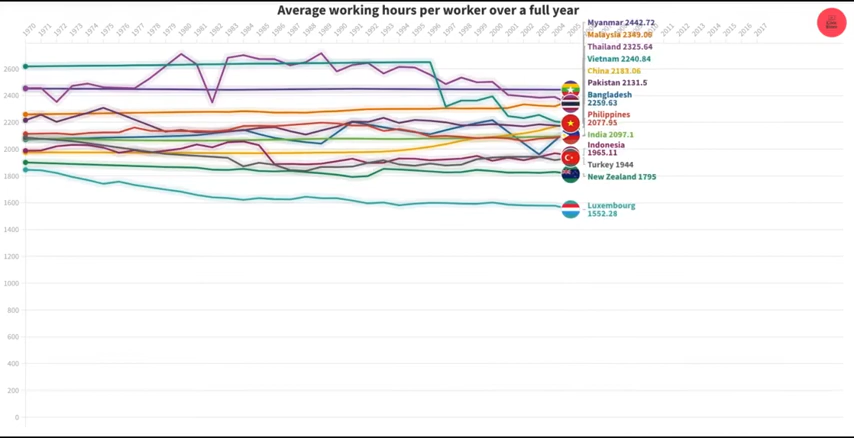 Average working hours per worker over a full year
1970 1971 1972 1973 1974 1975 1976 1977 1978 1979 1980 1981 1982 1983 1984 1985 1986 1987 1988 1989 1990 1991 1992 1993 1994 1995 1996 1997 1998 1999 2000 2001 2002 2003 2004 2005 2006 2007 2008 2009 2010 2011 2012 2013 2014 2015 2016 2017
Myanmar 2442.72
Malaysia 2349.06
Thailand 2325.64
Vietnam 2240.84
China 2183.06
Pakistan 2131.5
Bangladesh
2259.63
Philippines
2077.95
India 2097.1
Indonesia
1965.11
Turkey 1944
New Zealand 1795
Luxembourg
1552.28
2600
2400
2200
2000
1800
1600
1400
1200
1000
800
600
400
200
0